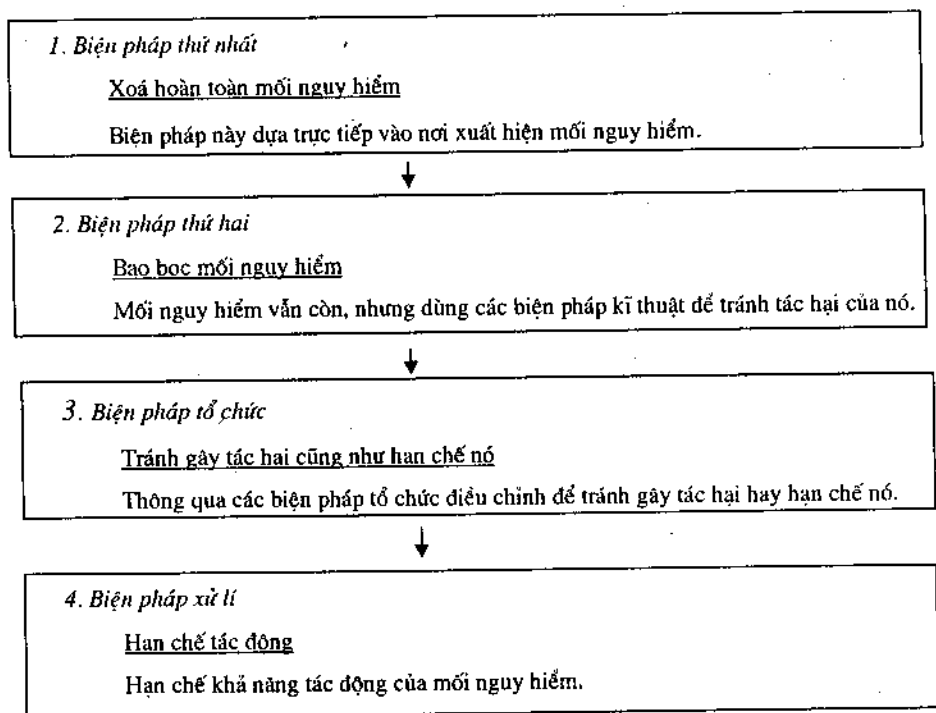 1. Biện pháp thứ nhất
Xoá hoàn toàn mối nguy hiểm
Biện pháp này dựa trực tiếp vào nơi xuất hiện mối nguy hiểm.
2. Biện pháp thứ hai
Bao bọc mối nguy hiểm
Mối nguy hiểm vẫn còn, nhưng dùng các biện pháp kĩ thuật để tránh tác hại của nó.
3. Biện pháp tổ chức
Tránh gây tác hại cũng như hạn chế nó
Thông qua các biện pháp tổ chức điều chỉnh để tránh gây tác hại hay hạn chế nó.
4. Biện pháp xử lí
Hạn chế tác động
Hạn chế khả năng tác động của mối nguy hiểm.